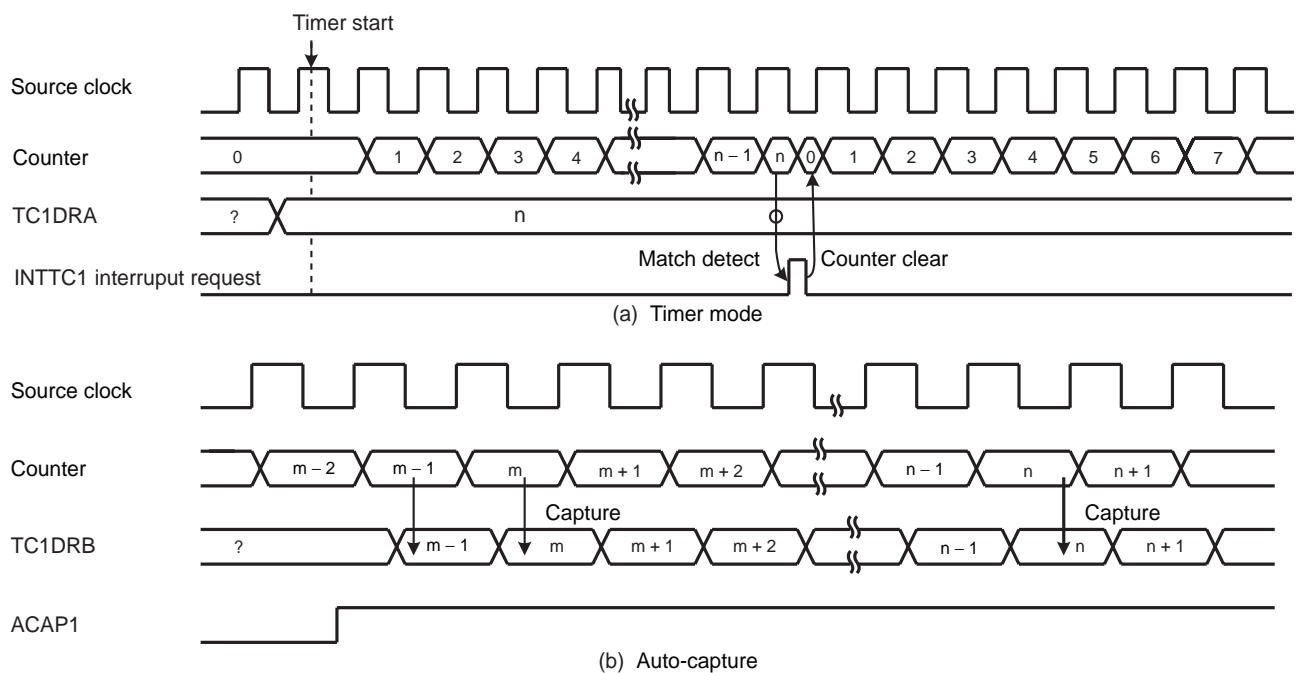 Timer start
Source clock
Counter 0 1 2 3 4 n – 1 n 0 1 2 3 4 5 6 7
TC1DRA ? n
Match detect Counter clear
INTTC1 interruput request
(a) Timer mode
Source clock
Counter m – 2 m – 1 m m + 1 m + 2 n – 1 n n + 1
Capture Capture
TC1DRB ? m – 1 m m + 1 m + 2 n – 1 n n + 1
ACAP1
(b) Auto-capture